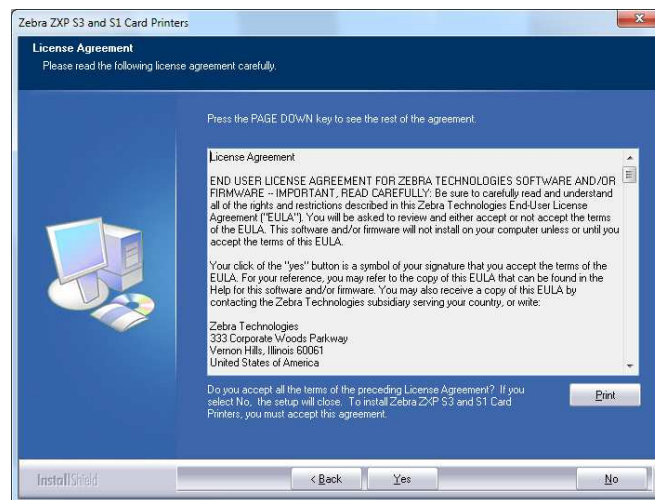 Zebra ZXP S3 and S1 Card Printers
License Agreement
Please read the following license agreement carefully.
Press the PAGE DOWN key to see the rest of the agreement.
License Agreement
END USER LICENSE AGREEMENT FOR ZEBRA TECHNOLOGIES SOFTWARE AND/OR
FIRMWARE -- IMPORTANT, READ CAREFULLY: Be sure to carefully read and understand
all of the rights and restrictions described in this Zebra Technologies End-User License
Agreement ("EULA"). You will be asked to review and either accept or not accept the terms
of the EULA. This software and/or firmware will not install on your computer unless or until you
accept the terms of this EULA.
Your click of the "yes" button is a symbol of your signature that you accept the terms of the
EULA. For your reference, you may refer to the copy of this EULA that can be found in the
Help for this software and/or firmware. You may also receive a copy of this EULA by
contacting the Zebra Technologies subsidiary serving your country, or write:
Zebra Technologies
333 Corporate Woods Parkway
Vernon Hills, Illinois 60061
United States of America
Do you accept all the terms of the preceding License Agreement? If you
select No, the setup will close. To install Zebra ZXP S3 and S1 Card
Printers, you must accept this agreement.
Print
InstallShield
< Back
Yes
No